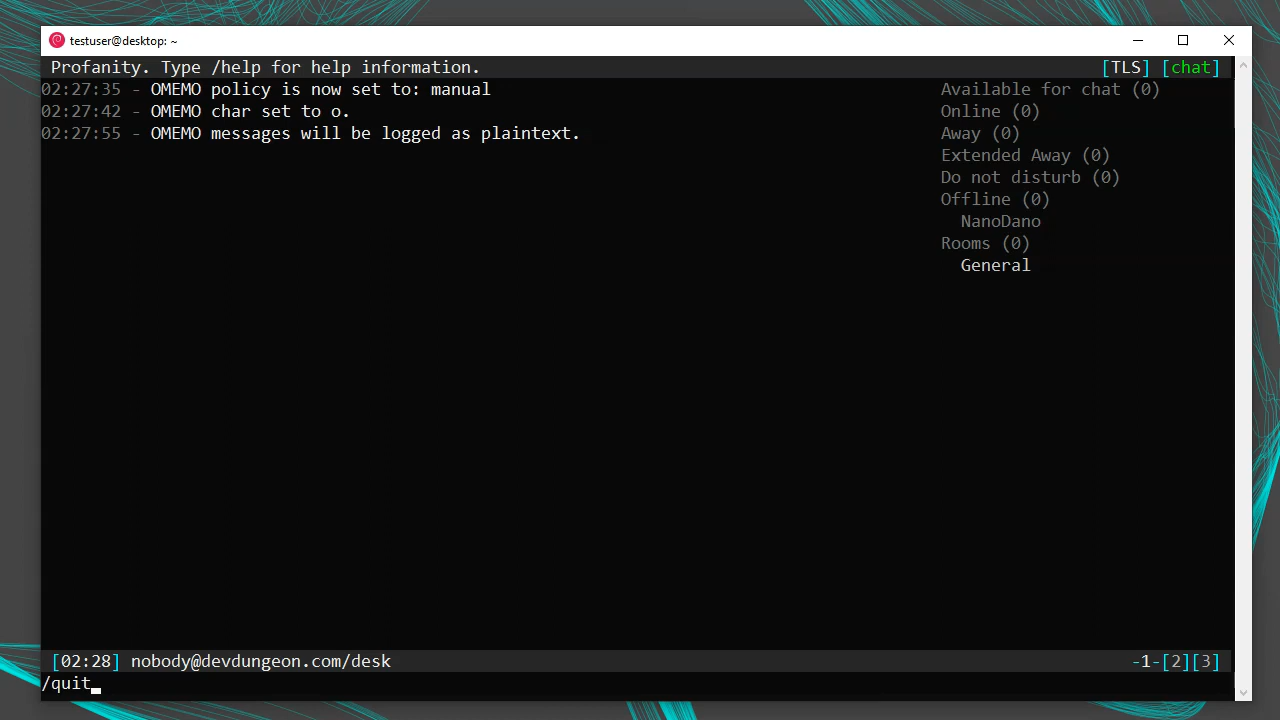 testuser@desktop: ~
Profanity. Type /help for help information. [TLS] [chat]
02:27:35 - OMEMO policy is now set to: manual
02:27:42 - OMEMO char set to o.
02:27:55 - OMEMO messages will be logged as plaintext.
Available for chat (0)
Online (0)
Away (0)
Extended Away (0)
Do not disturb (0)
Offline (0)
NanoDano
Rooms (0)
General
[02:28] nobody@devdungeon.com/desk -1-[2][3]
/quit